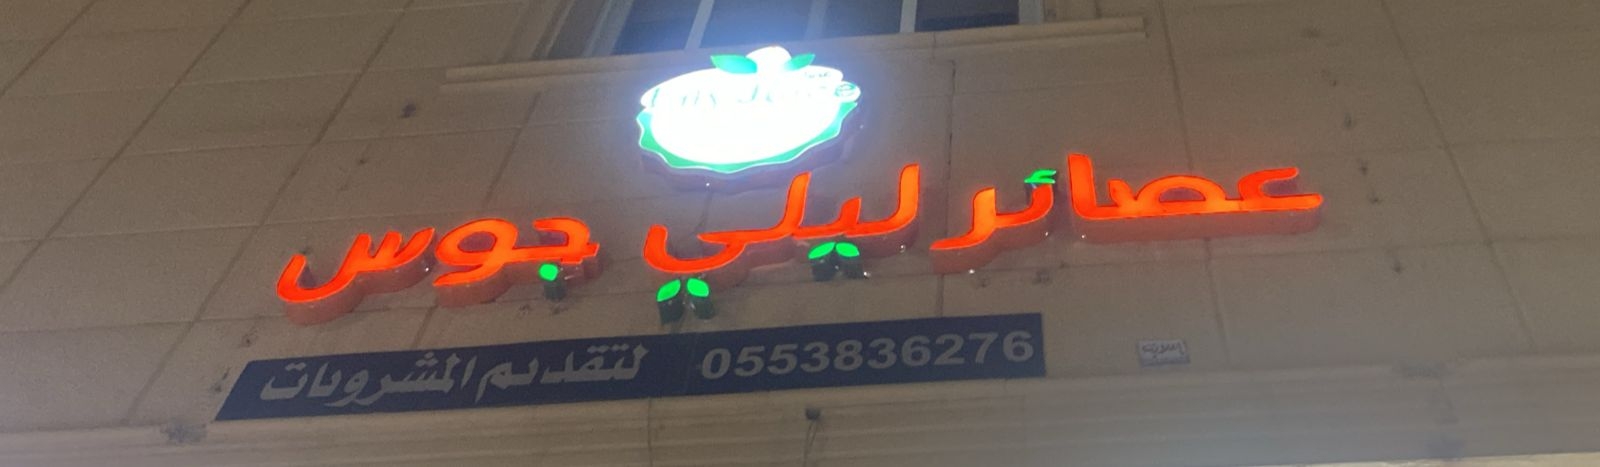 عصائر ليلي جوس
لتقديم المشروبات 0553836276